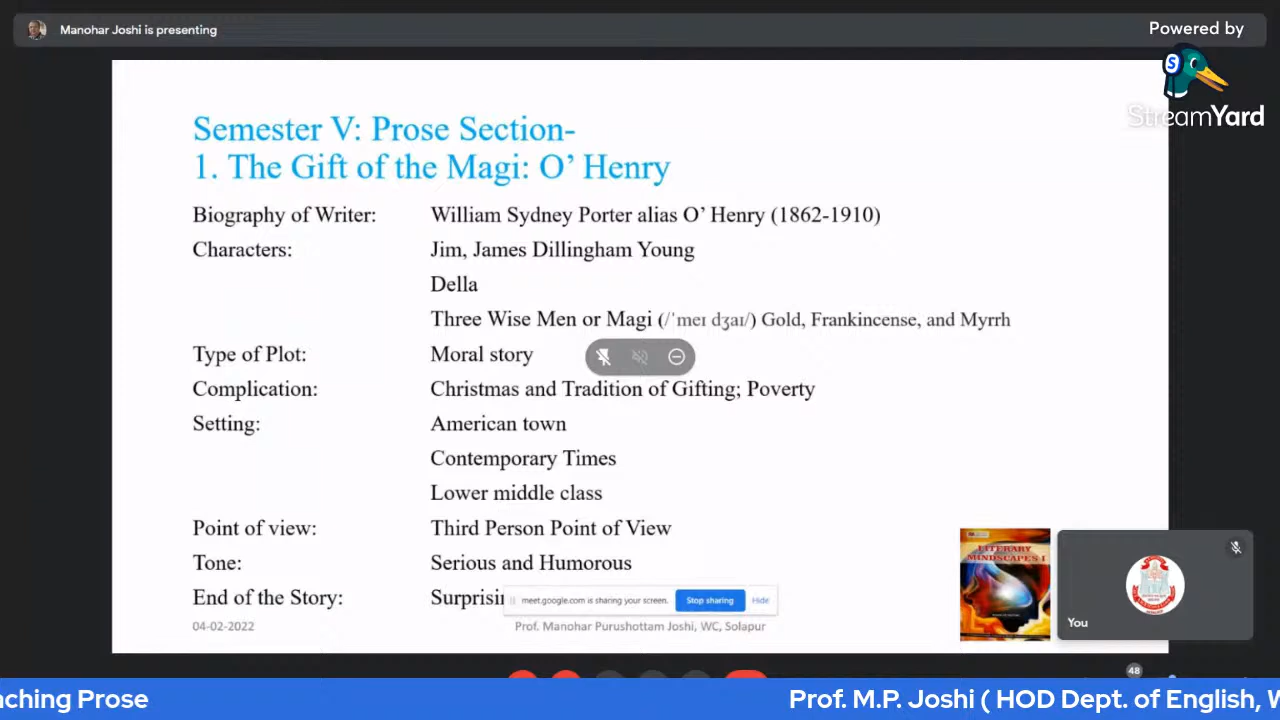 Manohar Joshi is presenting
Powered by
StreamYard
Semester V: Prose Section-
1. The Gift of the Magi: O’ Henry
Biography of Writer: William Sydney Porter alias O’ Henry (1862-1910)
Characters: Jim, James Dillingham Young
Della
Three Wise Men or Magi (/ˈmeɪ dʒaɪ/) Gold, Frankincense, and Myrrh
Type of Plot: Moral story
Complication: Christmas and Tradition of Gifting; Poverty
Setting: American town
Contemporary Times
Lower middle class
Point of view: Third Person Point of View
Tone: Serious and Humorous
End of the Story: Surprisin
meet.google.com is sharing your screen. Stop sharing Hide
04-02-2022 Prof. Manohar Purushottam Joshi, WC, Solapur
LITERARY
MINDSCAPES I
You
48
aching Prose Prof. M.P. Joshi ( HOD Dept. of English, W